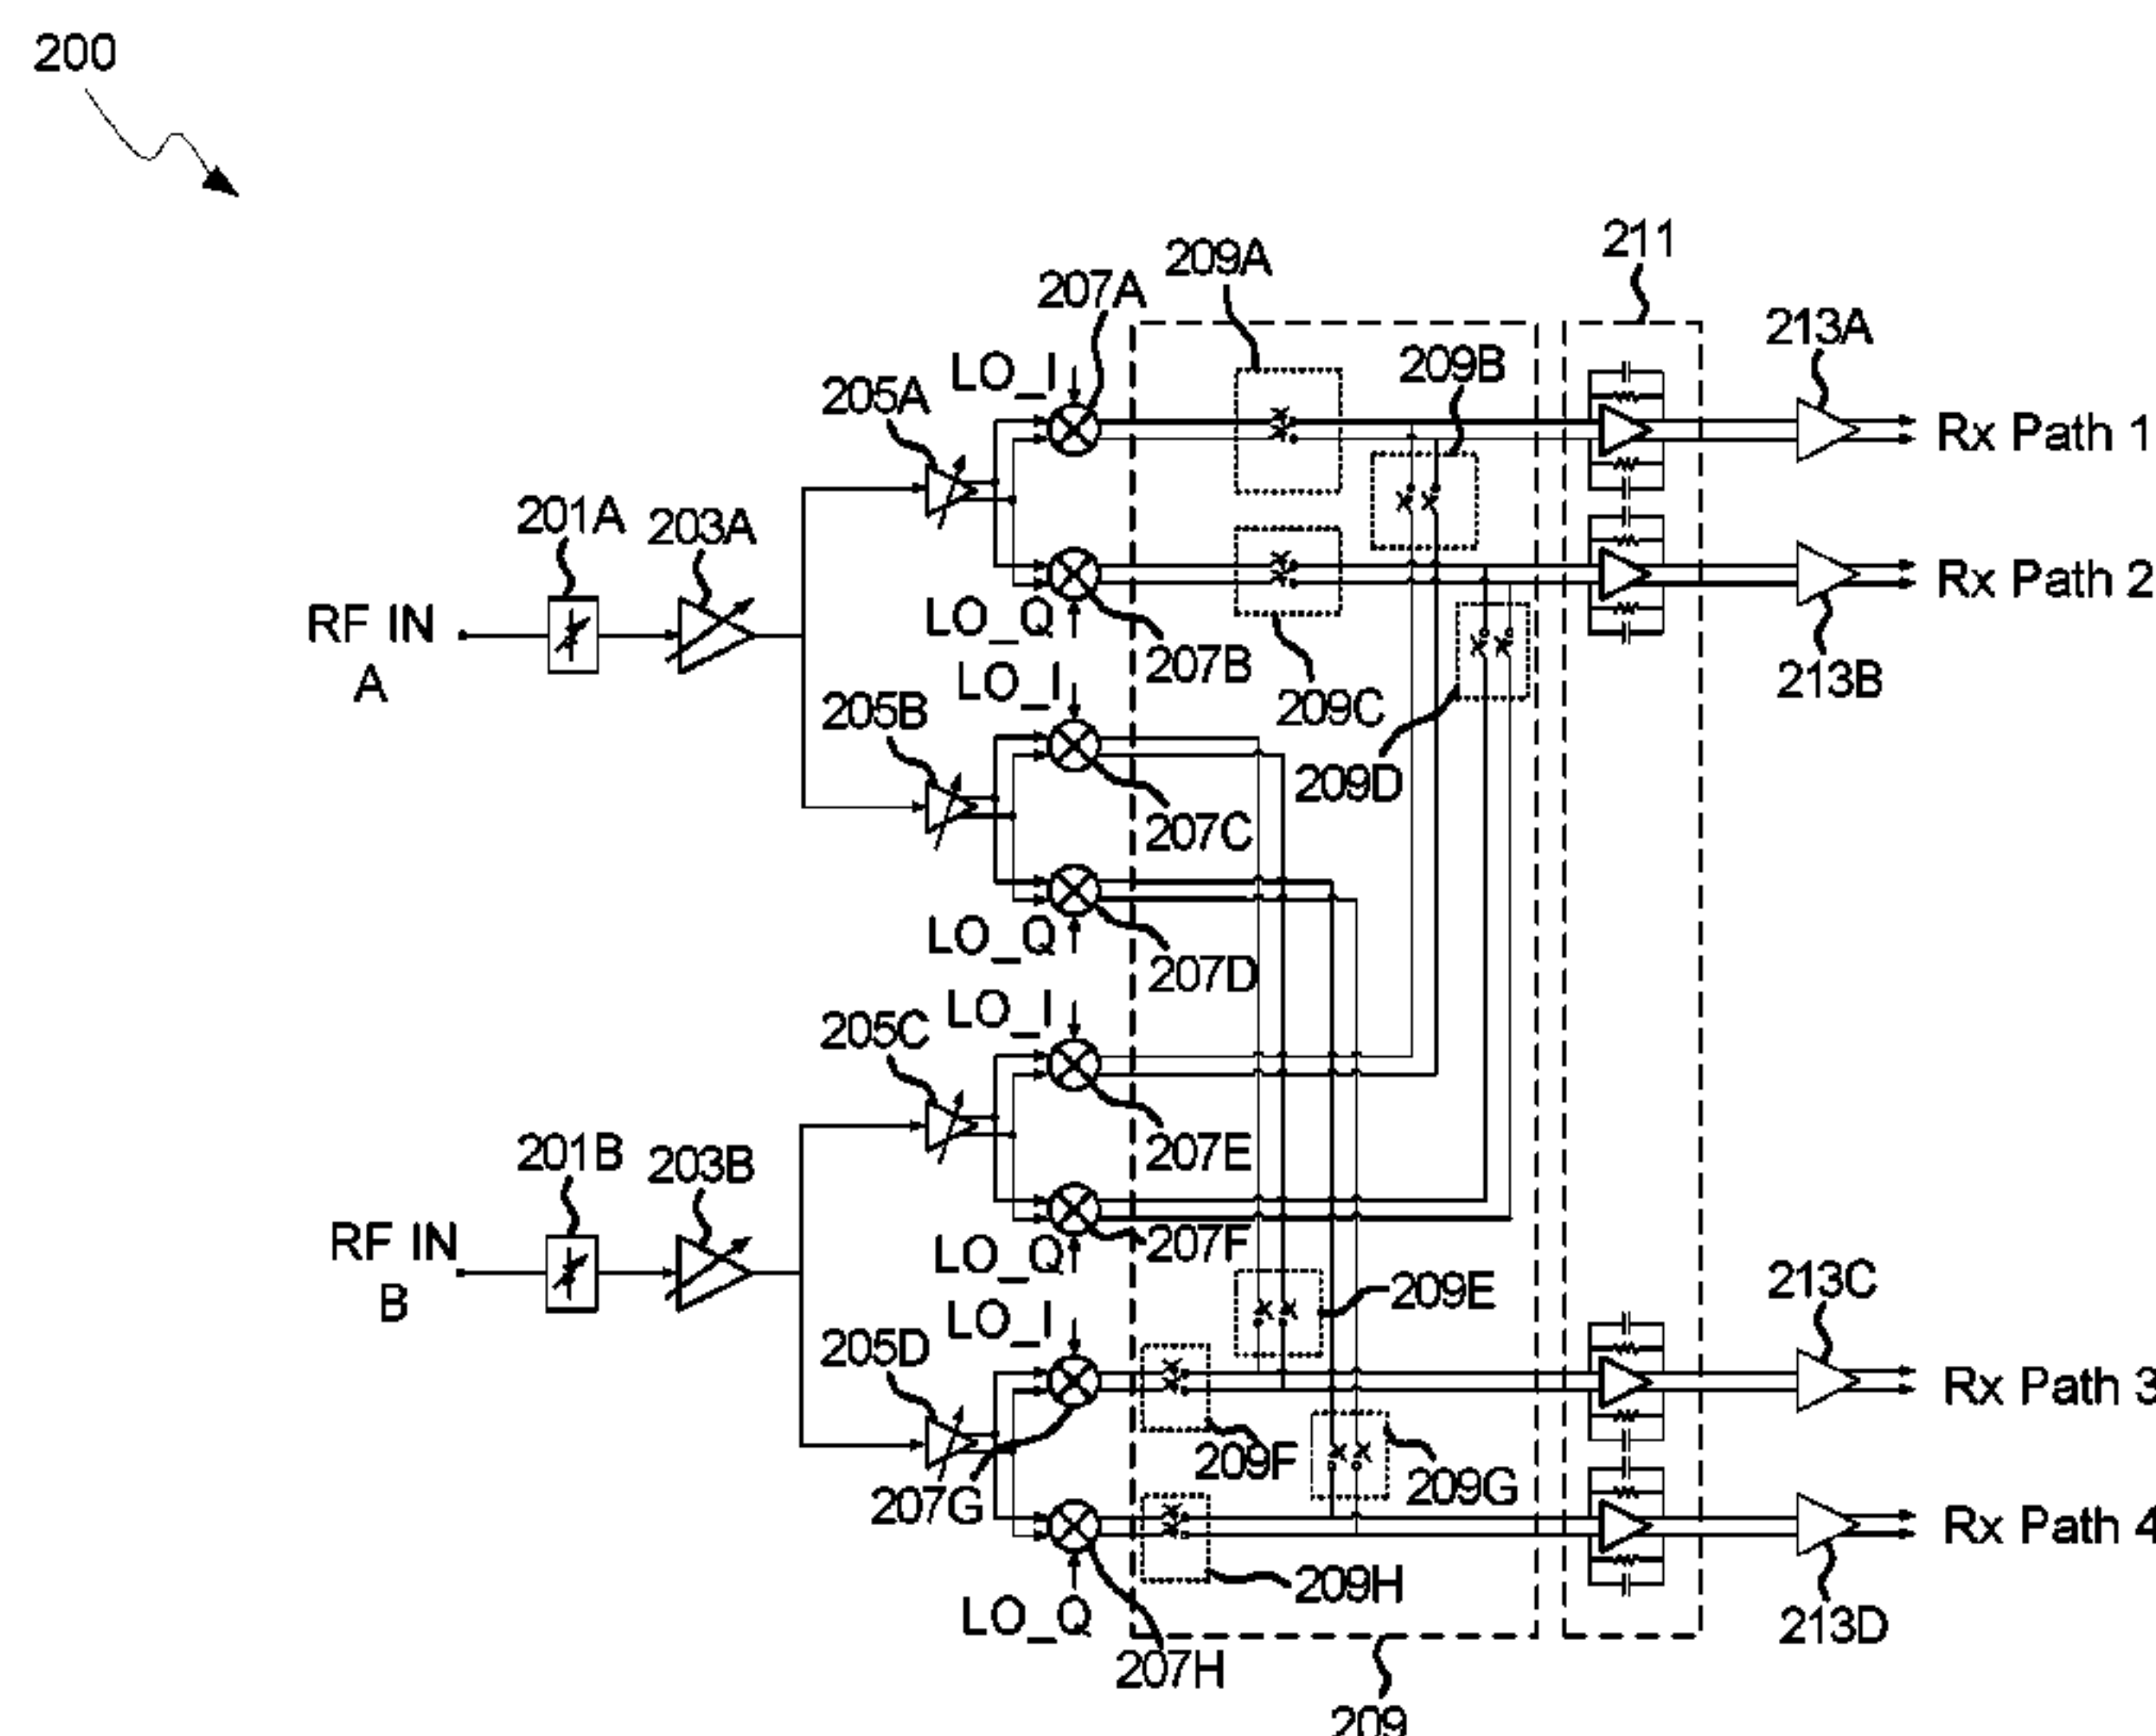 200
211
209A
207A
213A
209B
LO_I
205A
Rx Path 1
201A
203A
Rx Path 2
RF IN
A
LO_Q
207B
LO_I
209C
213B
205B
209D
207C
LO_Q
207D
205C
LO_I
207E
201B
203B
RF IN
B
LO_Q
207F
209E
213C
LO_I
205D
Rx Path 3
209F
209G
207G
Rx Path 4
209H
LO_Q
207H
213D
209